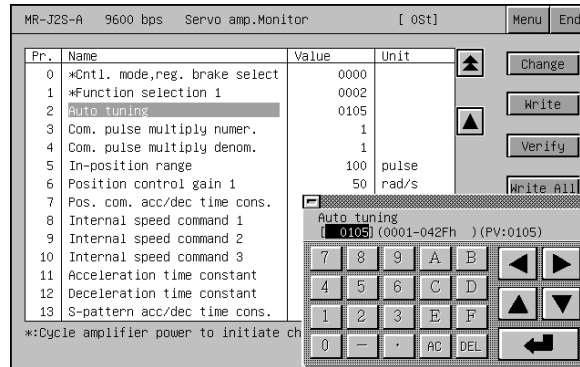 MR-J2S-A 9600 bps Servo amp.Monitor [ 0St] Menu End
Pr. Name Value Unit
0 *Cntl. mode,reg. brake select 0000
1 *Function selection 1 0002
2 Auto tuning 0105
3 Com. pulse multiply numer. 1
4 Com. pulse multiply denom. 1
5 In-position range 100 pulse
6 Position control gain 1 50 rad/s
7 Pos. com. acc/dec time cons.
8 Internal speed command 1
9 Internal speed command 2
10 Internal speed command 3
11 Acceleration time constant
12 Deceleration time constant
13 S-pattern acc/dec time cons.
*:Cycle amplifier power to initiate ch
Change
Write
Verify
Write All
Auto tuning
[ 0105](0001-042Fh )(PV:0105)
7 8 9 A B
4 5 6 C D
1 2 3 E F
0 - · AC DEL